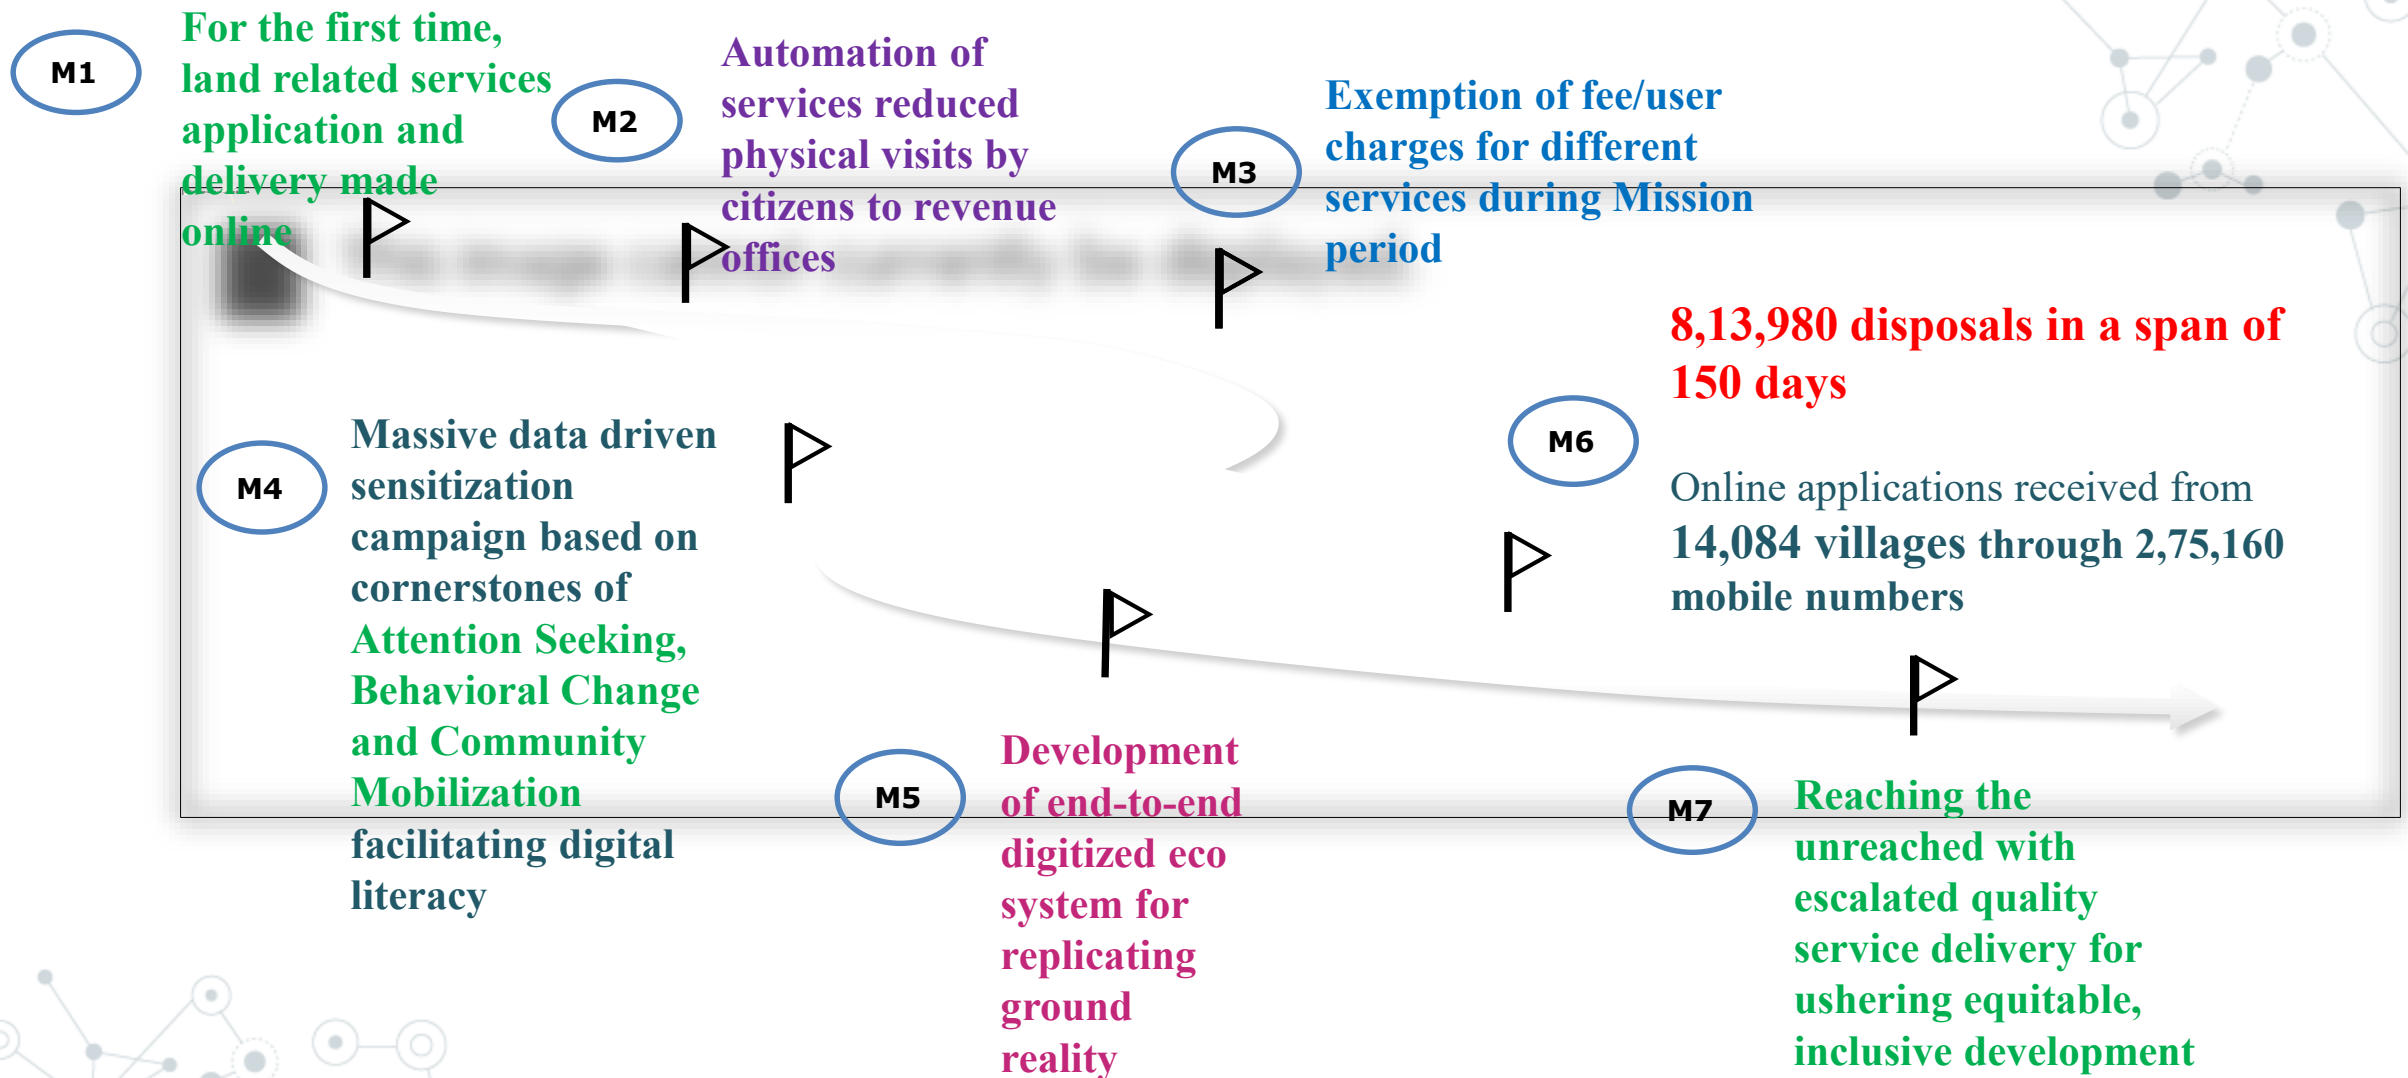 M1
For the first time,
land related services
application and
delivery made
online
M2
Automation of
services reduced
physical visits by
citizens to revenue
offices
M3
Exemption of fee/user
charges for different
services during Mission
period
M4
Massive data driven
sensitization
campaign based on
cornerstones of
Attention Seeking,
Behavioral Change
and Community
Mobilization
facilitating digital
literacy
M5
Development
of end-to-end
digitized eco
system for
replicating
ground
reality
M6
8,13,980 disposals in a span of
150 days
Online applications received from
14,084 villages through 2,75,160
mobile numbers
M7
Reaching the
unreached with
escalated quality
service delivery for
ushering equitable,
inclusive development